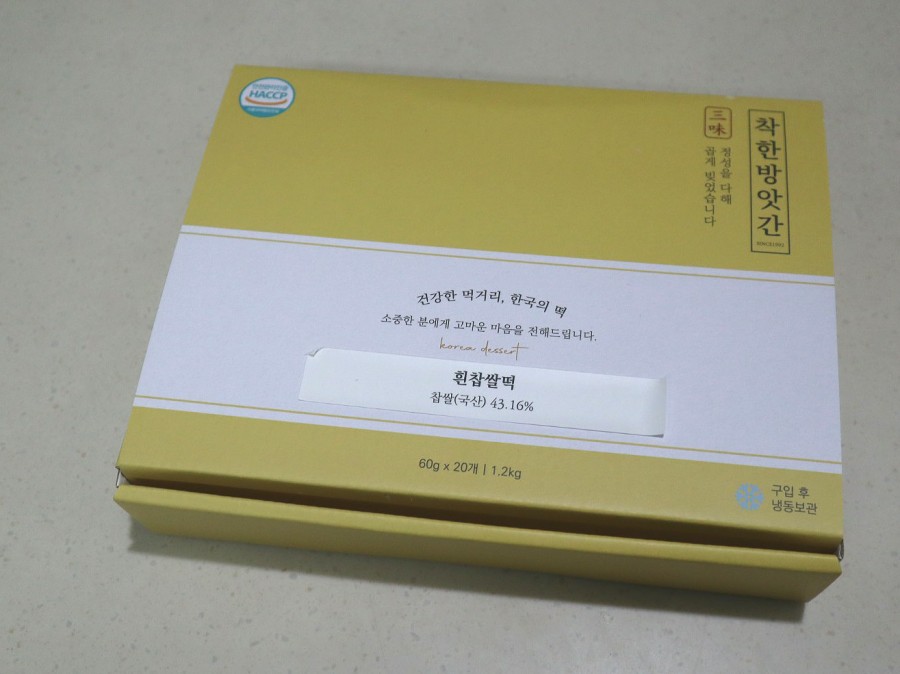 HACCP
착한방앗간
三味
정성을 다해
곱게 빚었습니다
건강한 먹거리, 한국의 떡
소중한 분에게 고마운 마음을 전해드립니다.
korea dessert
흰찹쌀떡
찹쌀(국산) 43.16%
60g x 20개 | 1.2kg
구입 후
냉동보관